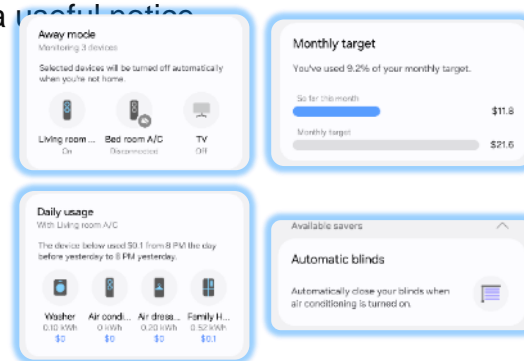 a useful notice
Away mode
Monitoring 3 devices
Selected devices will be turned off automatically
when you're not home.
Living room ... Bed room A/C TV
On Disconnected Off
Monthly target
You've used 9.2% of your monthly target.
So far this month
$11.8
Monthly target
$21.6
Daily usage
With Living room A/C
The device below used $0.1 from 8 PM the day
before yesterday to 8 PM yesterday.
Washer Air condi... Air dress... Family H...
0.10 kWh 0 kWh 0.20 kWh 0.52 kWh
$0 $0 $0 $0.1
Available savers
Automatic blinds
Automatically close your blinds when
air conditioning is turned on.